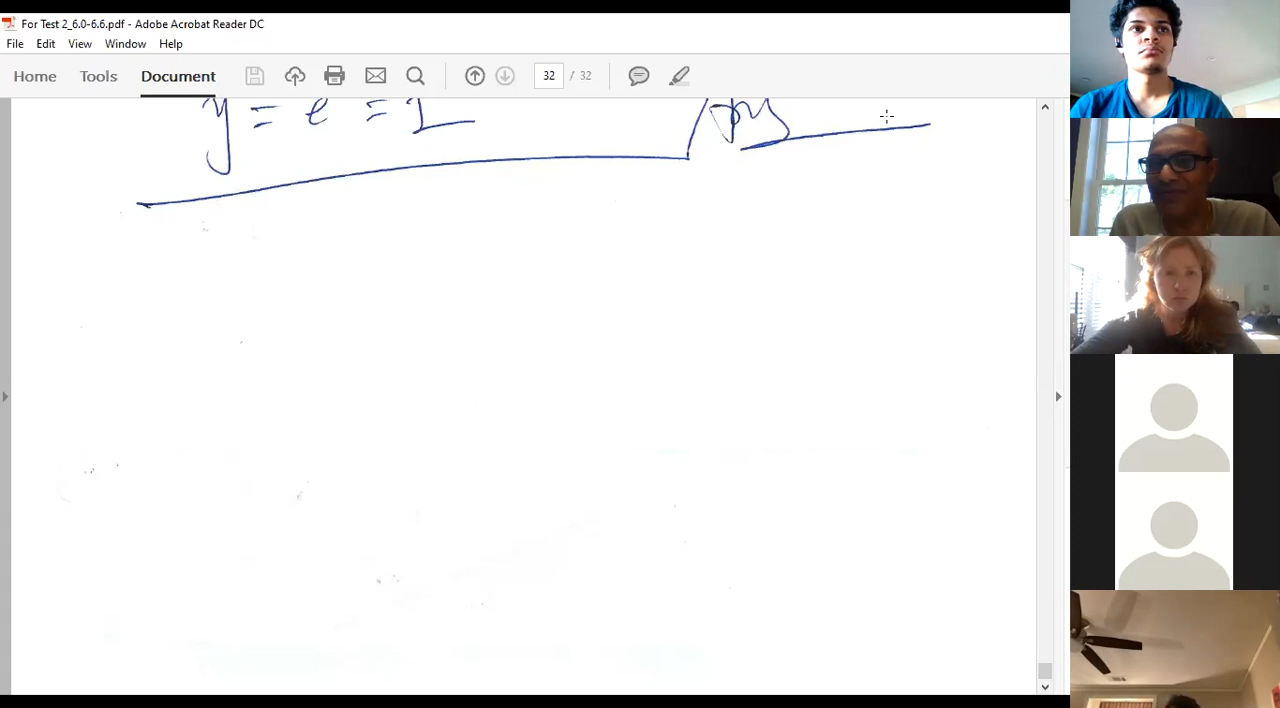 For Test 2_6.0-6.6.pdf - Adobe Acrobat Reader DC
File Edit View Window Help
Home Tools Document 32 / 32
y = e = 1